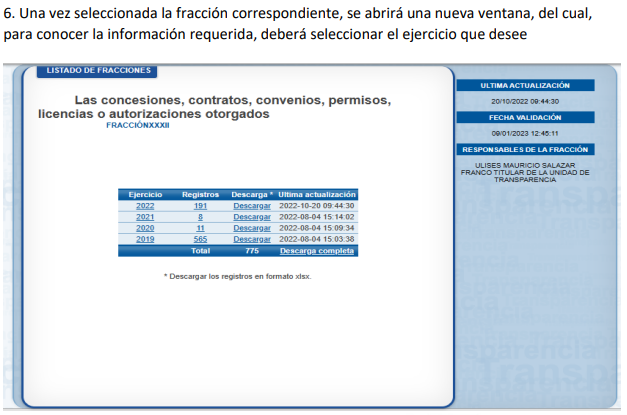 6. Una vez seleccionada la fracción correspondiente, se abrirá una nueva ventana, del cual,
para conocer la información requerida, deberá seleccionar el ejercicio que desee
LISTADO DE FRACCIONES
Las concesiones, contratos, convenios, permisos,
licencias o autorizaciones otorgados
FRACCIÓNXXXII
Ejercicio Registros Descarga * Ultima actualización
2022 191 Descargar 2022-10-20 09:44:30
2021 8 Descargar 2022-08-04 15:14:02
2020 11 Descargar 2022-08-04 15:09:34
2019 565 Descargar 2022-08-04 15:03:38
Total 775 Descarga completa
* Descargar los registros en formato xlsx.
ULTIMA ACTUALIZACIÓN
20/10/2022 09:44:30
FECHA VALIDACIÓN
09/01/2023 12:45:11
RESPONSABLES DE LA FRACCIÓN
ULISES MAURICIO SALAZAR
FRANCO TITULAR DE LA UNIDAD DE
TRANSPARENCIA